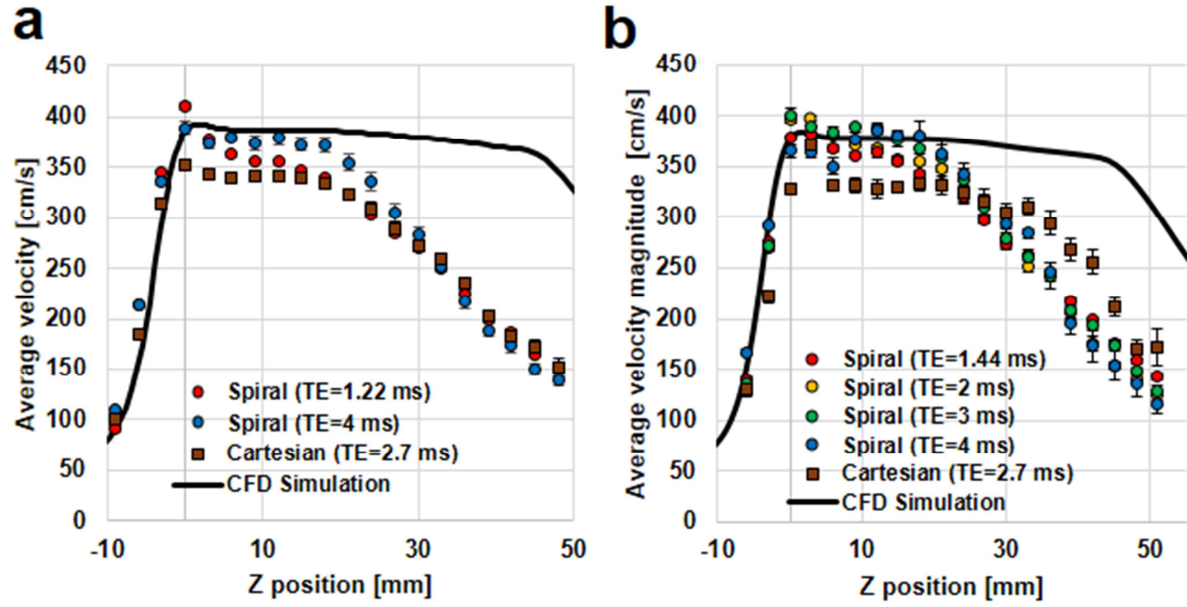 a
Average velocity [cm/s]
450
400
350
300
250
200
150
100
50
0
-10
10
30
50
Z position [mm]
Spiral (TE=1.22 ms)
Spiral (TE=4 ms)
Cartesian (TE=2.7 ms)
CFD Simulation
b
Average velocity magnitude [cm/s]
450
400
350
300
250
200
150
100
50
0
-10
10
30
50
Z position [mm]
Spiral (TE=1.44 ms)
Spiral (TE=2 ms)
Spiral (TE=3 ms)
Spiral (TE=4 ms)
Cartesian (TE=2.7 ms)
CFD Simulation